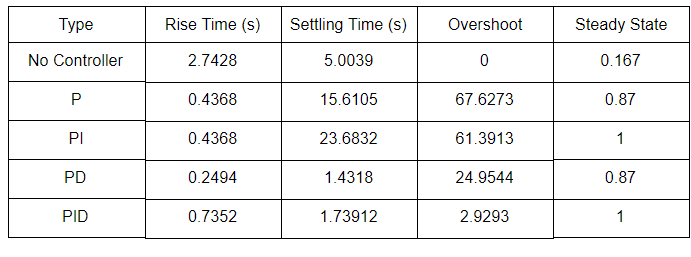 Type Rise Time (s) Settling Time (s) Overshoot Steady State
No Controller 2.7428 5.0039 0 0.167
P 0.4368 15.6105 67.6273 0.87
PI 0.4368 23.6832 61.3913 1
PD 0.2494 1.4318 24.9544 0.87
PID 0.7352 1.73912 2.9293 1